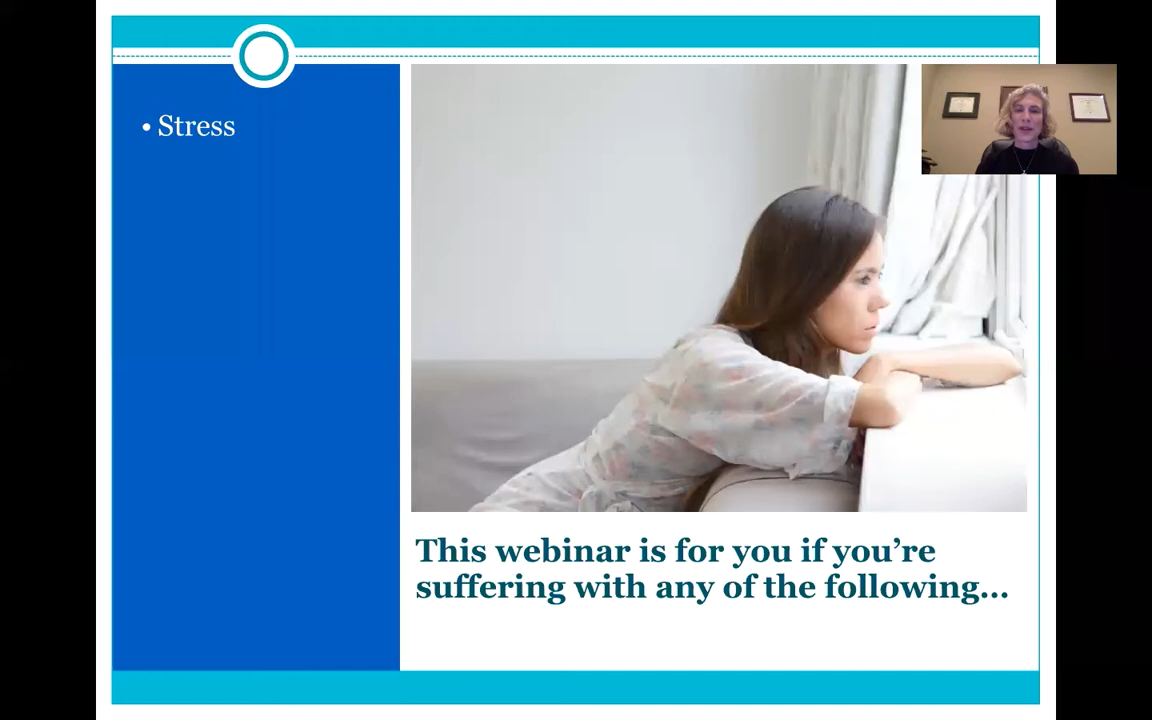 • Stress
This webinar is for you if you’re
suffering with any of the following...